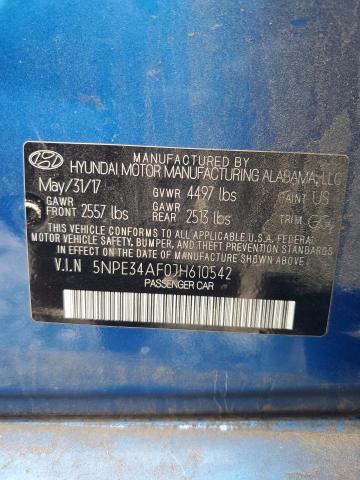 MANUFACTURED BY
HYUNDAI MOTOR MANUFACTURING ALABAMA, LLC
May/31/17 GVWR 4497 lbs PAINT US
GAWR FRONT 2557 lbs GAWR REAR 2513 lbs TRIM
THIS VEHICLE CONFORMS TO ALL APPLICABLE U.S.A. FEDERAL
MOTOR VEHICLE SAFETY, BUMPER, AND THEFT PREVENTION
STANDARDS IN EFFECT ON THE DATE OF MANUFACTURE SHOWN ABOVE.
V.I.N 5NPE34AF0JH610542
PASSENGER CAR